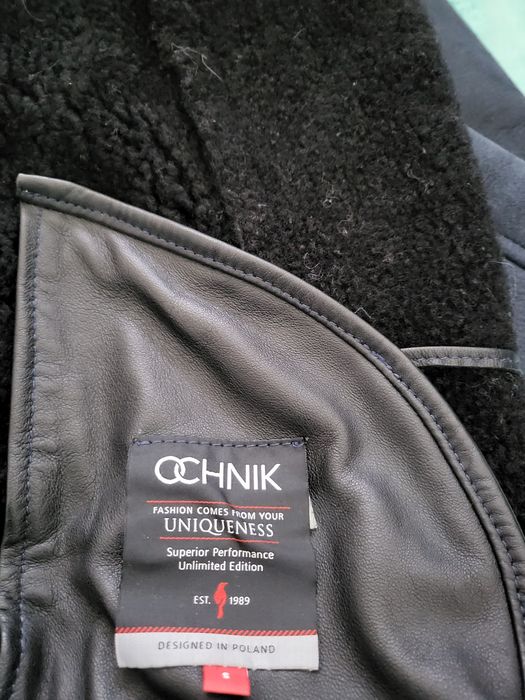 OCHNIK
FASHION COMES FROM YOUR
UNIQUENESS
Superior Performance
Unlimited Edition
EST. 1989
DESIGNED IN POLAND
S